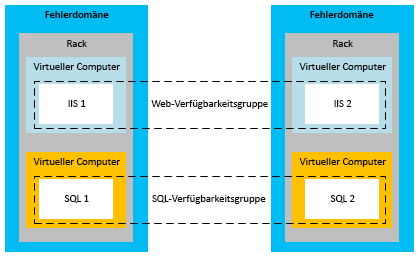 Fehlerdomäne
Rack
Virtueller Computer
IIS 1
Virtueller Computer
SQL 1
Web-Verfügbarkeitsgruppe
SQL-Verfügbarkeitsgruppe
Fehlerdomäne
Rack
Virtueller Computer
IIS 2
Virtueller Computer
SQL 2